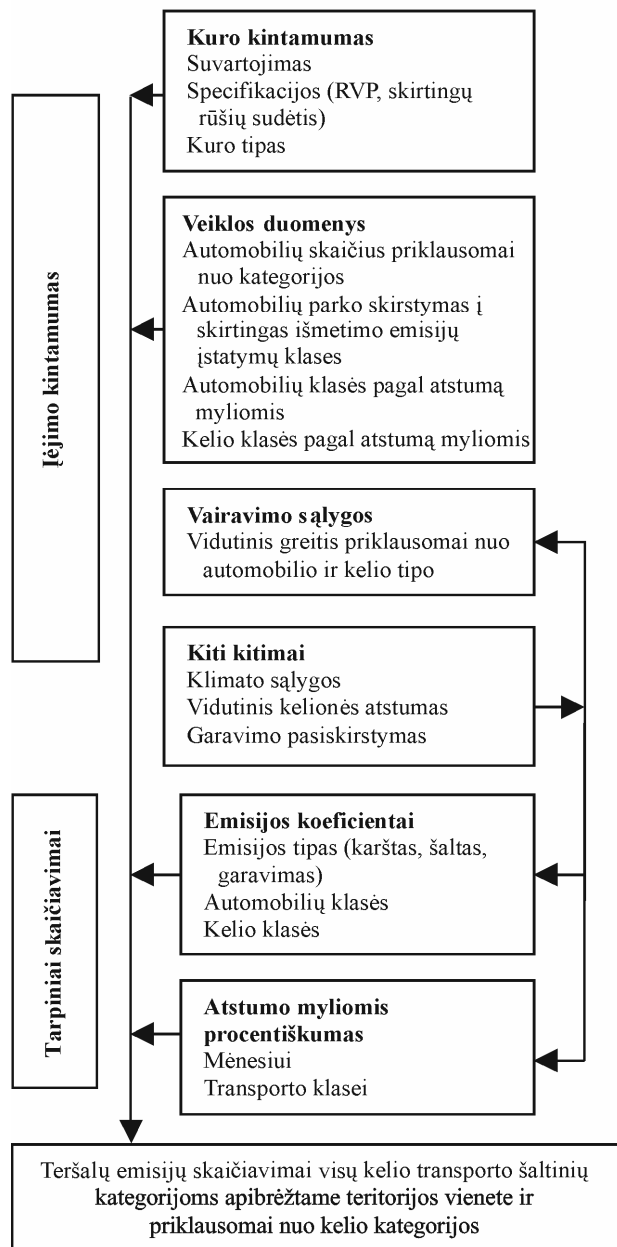 Kuro kintamumas
Suvartojimas
Specifikacijos (RVP, skirtingų
rūšių sudėtis)
Kuro tipas
Įėjimo kintamumas
Veiklos duomenys
Automobilių skaičius priklausomai
nuo kategorijos
Automobilių parko skirstymas į
skirtingas išmetimo emisijų
įstatymų klases
Automobilių klasės pagal atstumą
myliomis
Kelio klasės pagal atstumą myliomis
Vairavimo sąlygos
Vidutinis greitis priklausomai nuo
automobilio ir kelio tipo
Kiti kitimai
Klimato sąlygos
Vidutinis kelionės atstumas
Garavimo pasiskirstymas
Tarpiniai skaičiavimai
Emisijos koeficientai
Emisijos tipas (karštas, šaltas,
garavimas)
Automobilių klasės
Kelio klasės
Atstumo myliomis
procentiškumas
Mėnesiui
Transporto klasei
Teršalų emisijų skaičiavimai visų kelio transporto šaltinių
kategorijoms apibrėžtame teritorijos vienete ir
priklausomai nuo kelio kategorijos